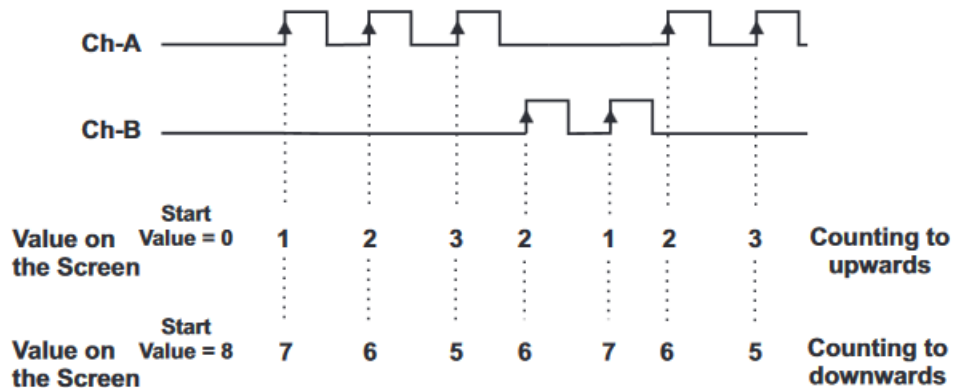 Ch-A
Ch-B
Start
Value on Value = 0 1 2 3 2 1 2 3 Counting to
the Screen upwards
Start
Value on Value = 8 7 6 5 6 7 6 5 Counting to
the Screen downwards